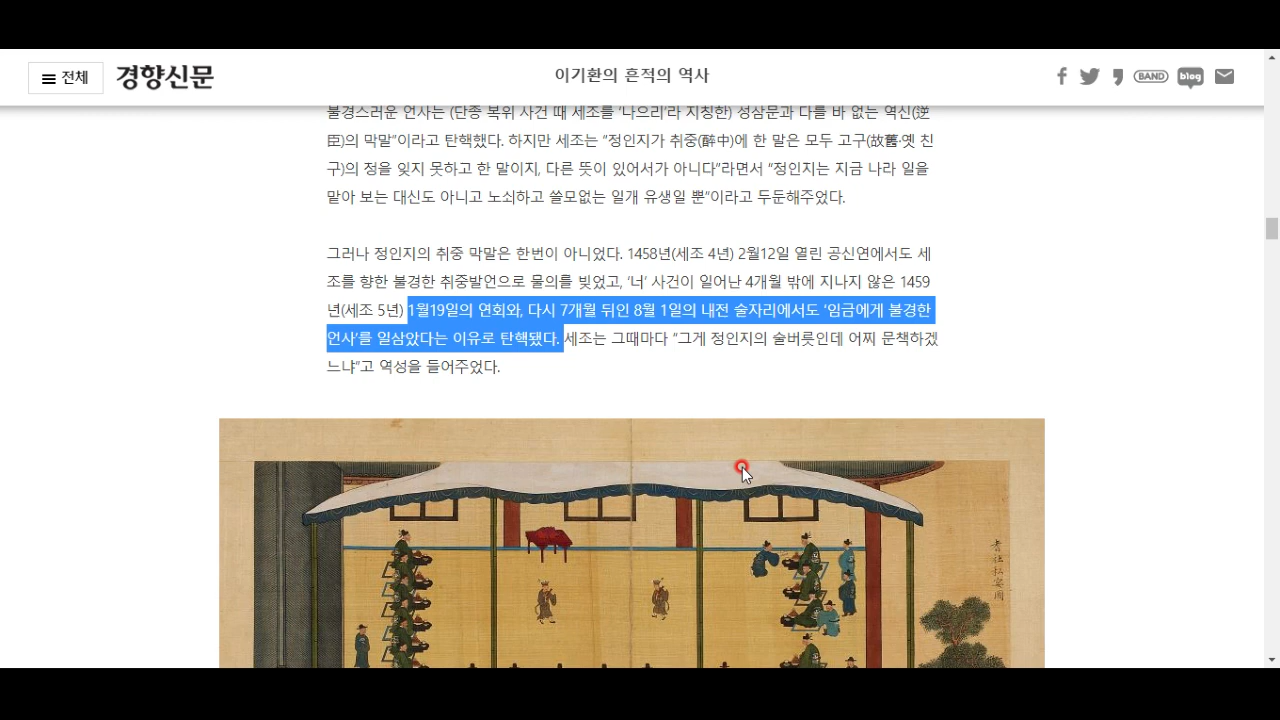 전체
경향신문
이기환의 흔적의 역사
BAND
blog
불경스러운 언사는 (단종 복위 사건 때 세조를 ‘나으리’라 지칭한) 성삼문과 다를 바 없는 역신(逆
臣)의 막말”이라고 탄핵했다. 하지만 세조는 “정인지가 취중(醉中)에 한 말은 모두 고구(故舊·옛 친
구)의 정을 잊지 못하고 한 말이지, 다른 뜻이 있어서가 아니다”라면서 “정인지는 지금 나라 일을
맡아 보는 대신도 아니고 노쇠하고 쓸모없는 일개 유생일 뿐”이라고 두둔해주었다.
그러나 정인지의 취중 막말은 한번이 아니었다. 1458년(세조 4년) 2월12일 열린 공신연에서도 세
조를 향한 불경한 취중발언으로 물의를 빚었고, ‘너’ 사건이 일어난 4개월 밖에 지나지 않은 1459
년(세조 5년) 1월19일의 연회와, 다시 7개월 뒤인 8월 1일의 내전 술자리에서도 ‘임금에게 불경한
언사’를 일삼았다는 이유로 탄핵됐다. 세조는 그때마다 “그게 정인지의 술버릇인데 어찌 문책하겠
느냐”고 역성을 들어주었다.
耆社私宴圖